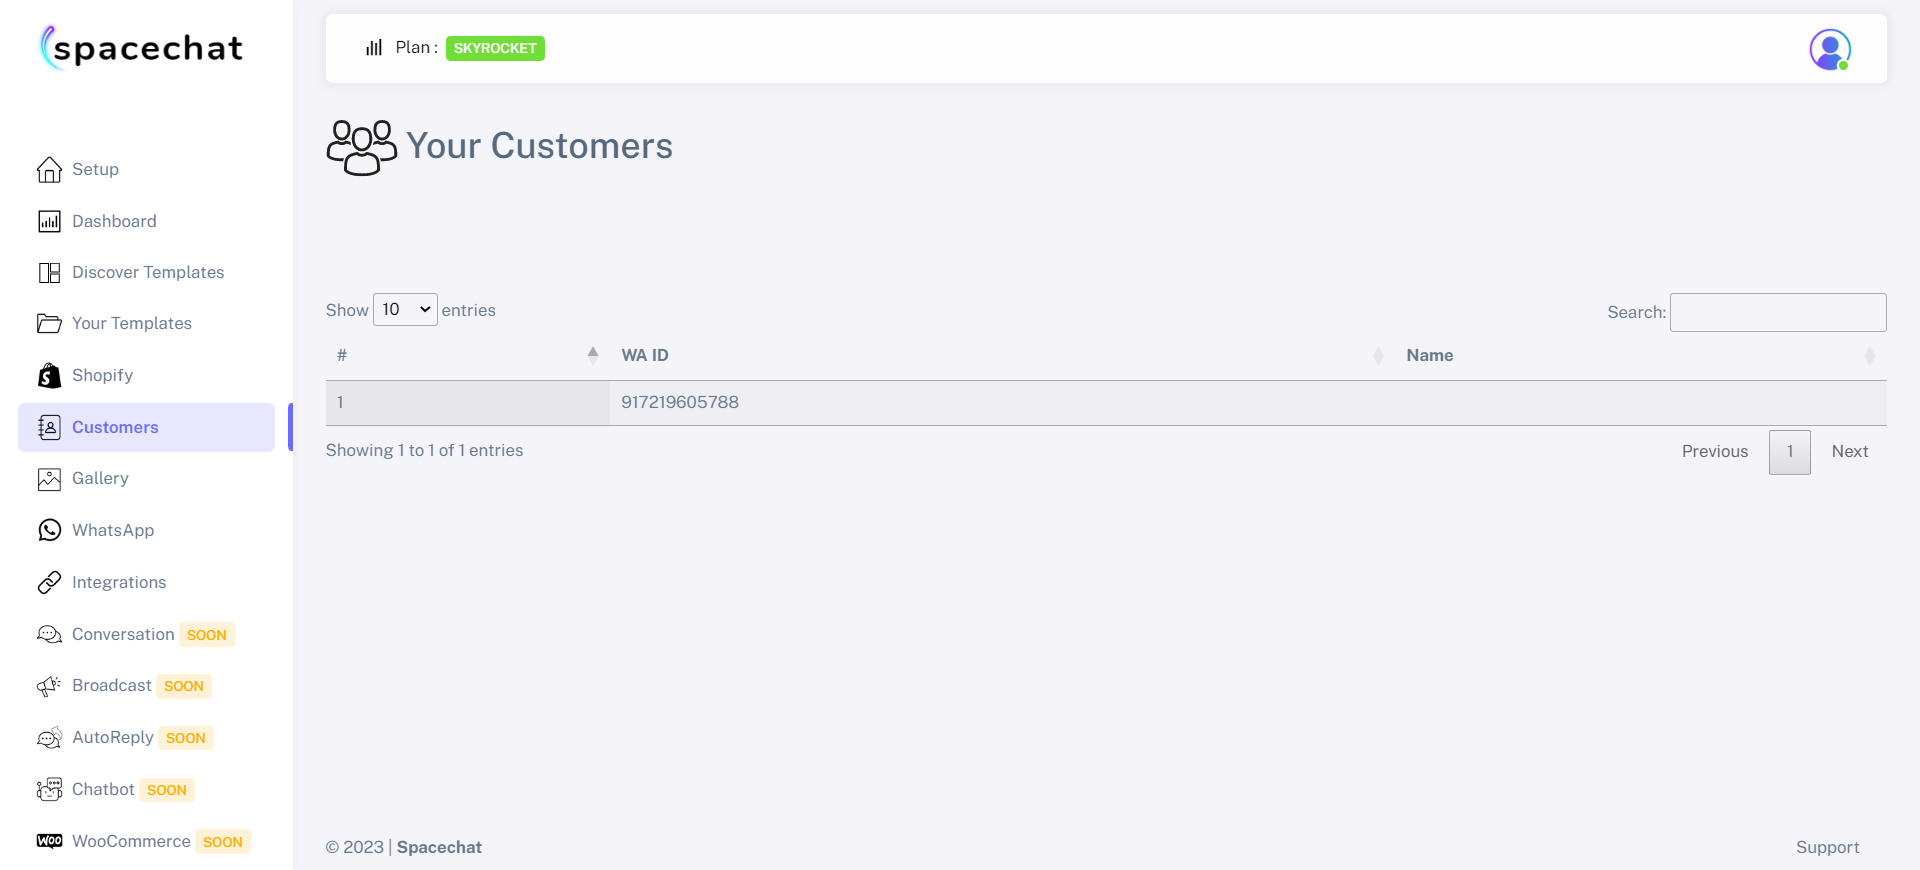 spacechat
Setup
Dashboard
Discover Templates
Your Templates
Shopify
Customers
Gallery
WhatsApp
Integrations
Conversation SOON
Broadcast SOON
AutoReply SOON
Chatbot SOON
WOO WooCommerce SOON
Plan : SKYROCKET
Your Customers
Show 10 entries
Search:
# WA ID Name
1 917219605788
Showing 1 to 1 of 1 entries
Previous 1 Next
© 2023 | Spacechat
Support